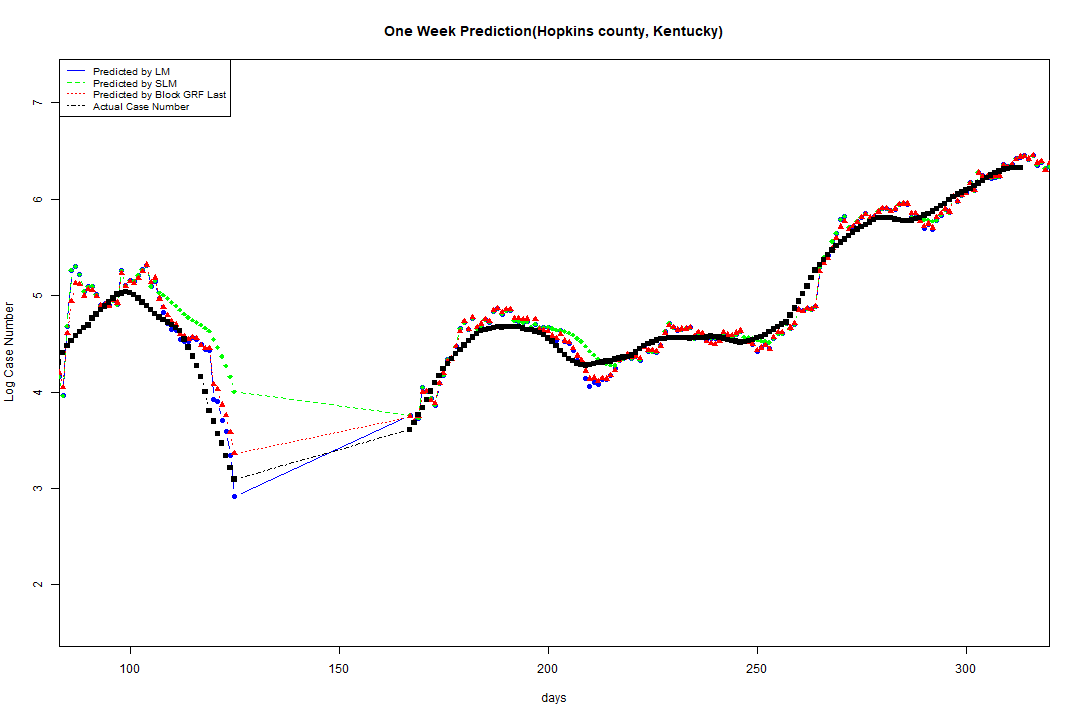 One Week Prediction(Hopkins county, Kentucky)
Predicted by LM
Predicted by SLM
Predicted by Block GRF Last
Actual Case Number
7
6
5
4
3
2
Log Case Number
100 150 200 250 300
days